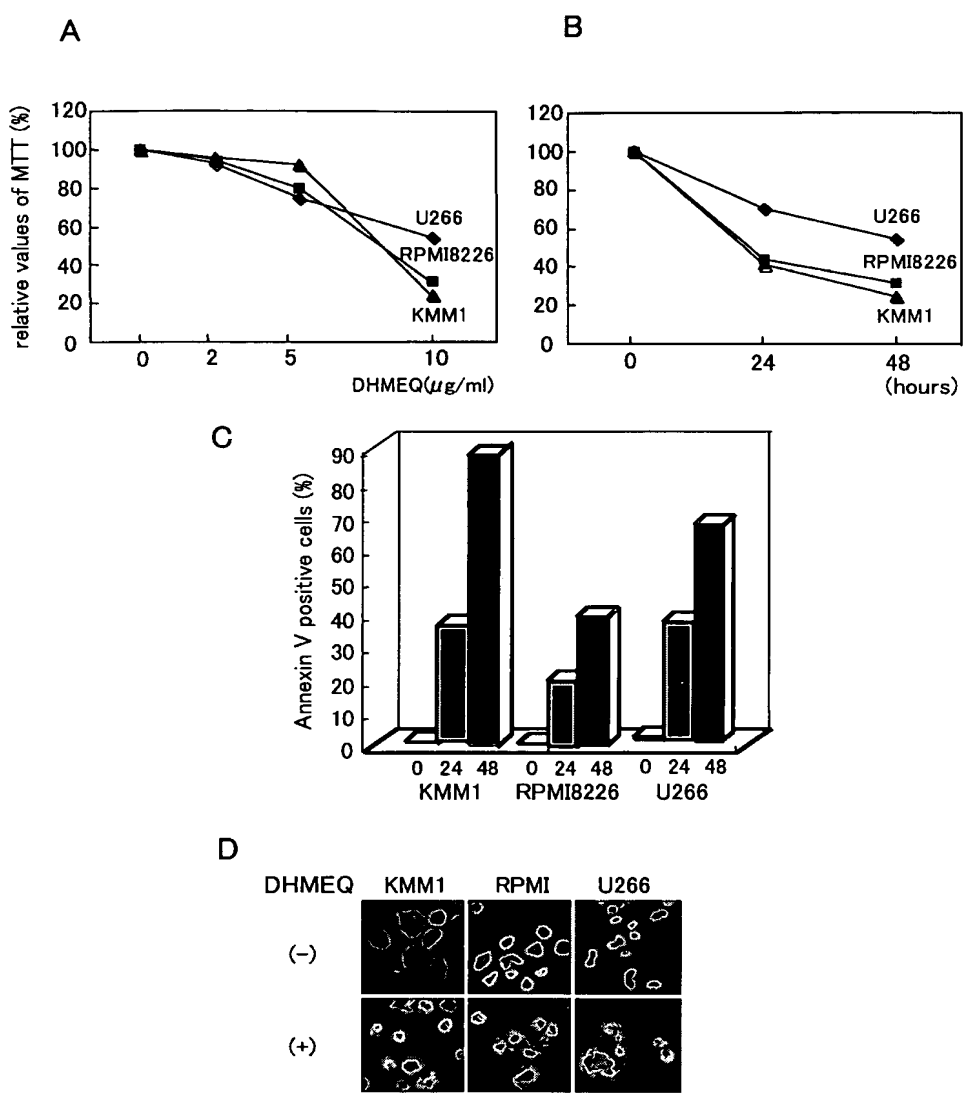 A
B
relative values of MTT (%)
120
100
80
60
40
20
0
U266
RPMI8226
KMM1
0 2 5 10
DHMEQ(μg/ml)
120
100
80
60
40
20
0
U266
RPMI8226
KMM1
0 24 48
(hours)
C
Annexin V positive cells (%)
90
80
70
60
50
40
30
20
10
0
0 24 48 0 24 48 0 24 48
KMM1 RPMI8226 U266
D
DHMEQ KMM1 RPMI U266
(-)
(+)